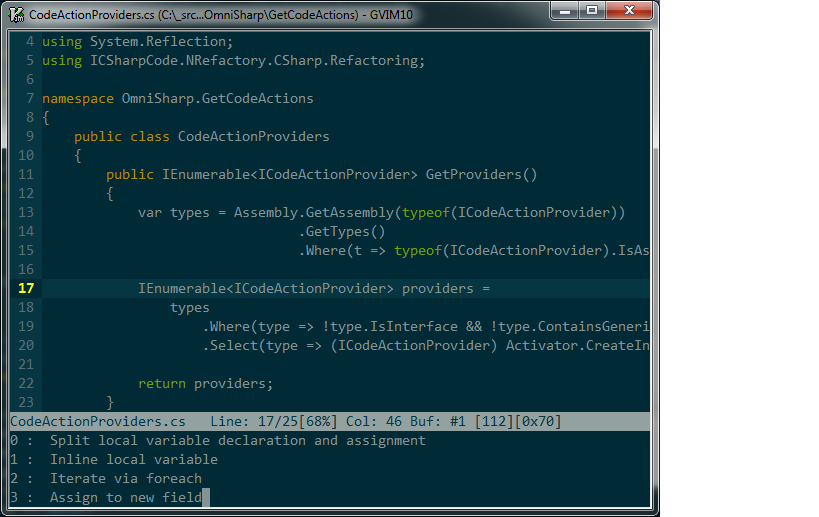 CodeActionProviders.cs (C:\_src...OmniSharp\GetCodeActions) - GVIM10
4 using System.Reflection;
5 using ICSharpCode.NRefactory.CSharp.Refactoring;
6
7 namespace OmniSharp.GetCodeActions
8 {
9     public class CodeActionProviders
10     {
11         public IEnumerable<ICodeActionProvider> GetProviders()
12         {
13             var types = Assembly.GetAssembly(typeof(ICodeActionProvider))
14                                 .GetTypes()
15                                 .Where(t => typeof(ICodeActionProvider).IsAs
16
17             IEnumerable<ICodeActionProvider> providers =
18                 types
19                     .Where(type => !type.IsInterface && !type.ContainsGeneri
20                     .Select(type => (ICodeActionProvider) Activator.CreateIn
21
22             return providers;
23         }
CodeActionProviders.cs   Line: 17/25[68%] Col: 46 Buf: #1 [112][0x70]
0 :  Split local variable declaration and assignment
1 :  Inline local variable
2 :  Iterate via foreach
3 :  Assign to new field